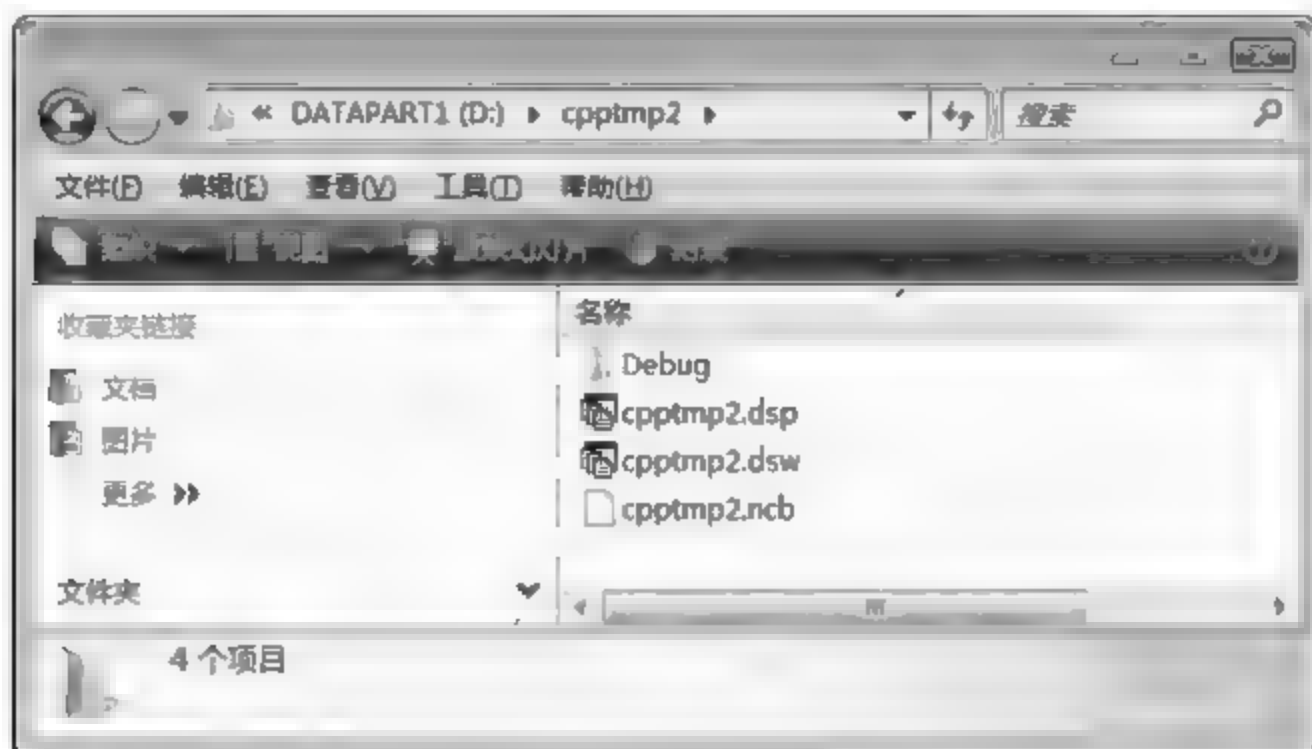 « DATAPART1 (D:) cpptmp2 搜索
文件(F) 编辑(E) 查看(V) 工具(T) 帮助(H)
收藏夹链接
文档
图片
更多 »
文件夹
名称
Debug
cpptmp2.dsp
cpptmp2.dsw
cpptmp2.ncb
4 个项目